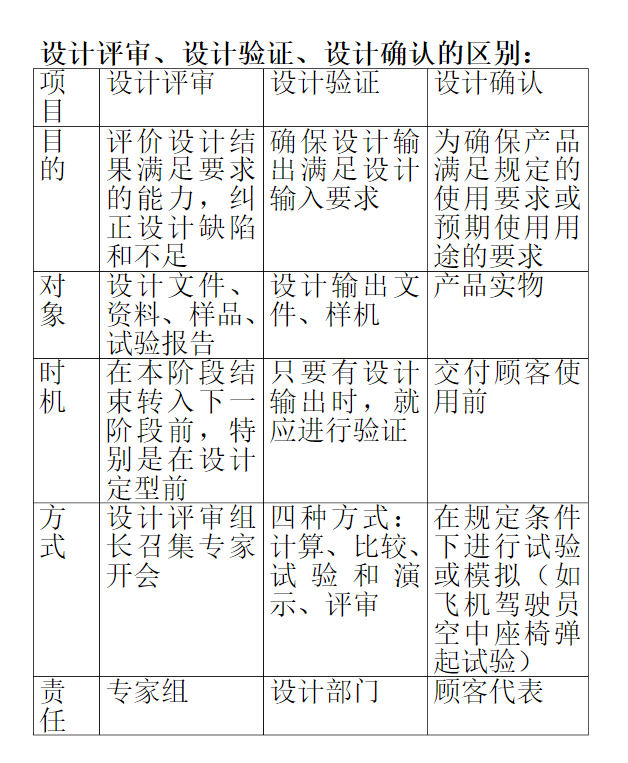 设计评审、设计验证、设计确认的区别：
项目
设计评审
设计验证
设计确认
目的
评价设计结
果满足要求
的能力，纠
正设计缺陷
和不足
确保设计输
出满足设计
输入要求
为确保产品
满足规定的
使用要求或
预期使用用
途的要求
对象
设计文件、
资料、样品、
试验报告
设计输出文
件、样机
产品实物
时机
在本阶段结
束转入下一
阶段前，特
别是在设计
定型前
只要有设计
输出时，就
应进行验证
交付顾客使
用前
方式
设计评审组
长召集专家
开会
四种方式：
计算、比较、
试验和演
示、评审
在规定条件
下进行试验
或模拟（如
飞机驾驶员
空中座椅弹
起试验）
责任
专家组
设计部门
顾客代表